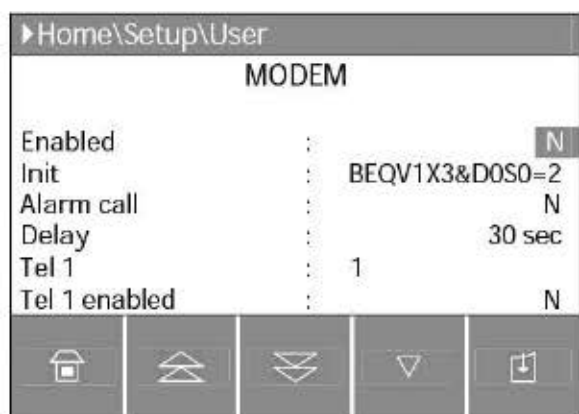 ▶Home\Setup\User
MODEM
Enabled : N
Init : BEQV1X3&D0S0=2
Alarm call : N
Delay : 30 sec
Tel 1 : 1
Tel 1 enabled : N